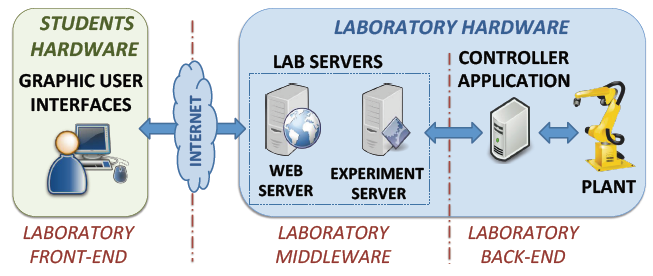 STUDENTS
HARDWARE
GRAPHIC USER
INTERFACES
INTERNET
LABORATORY HARDWARE
LAB SERVERS
WEB
SERVER
EXPERIMENT
SERVER
CONTROLLER
APPLICATION
PLANT
LABORATORY
FRONT-END
LABORATORY
MIDDLEWARE
LABORATORY
BACK-END